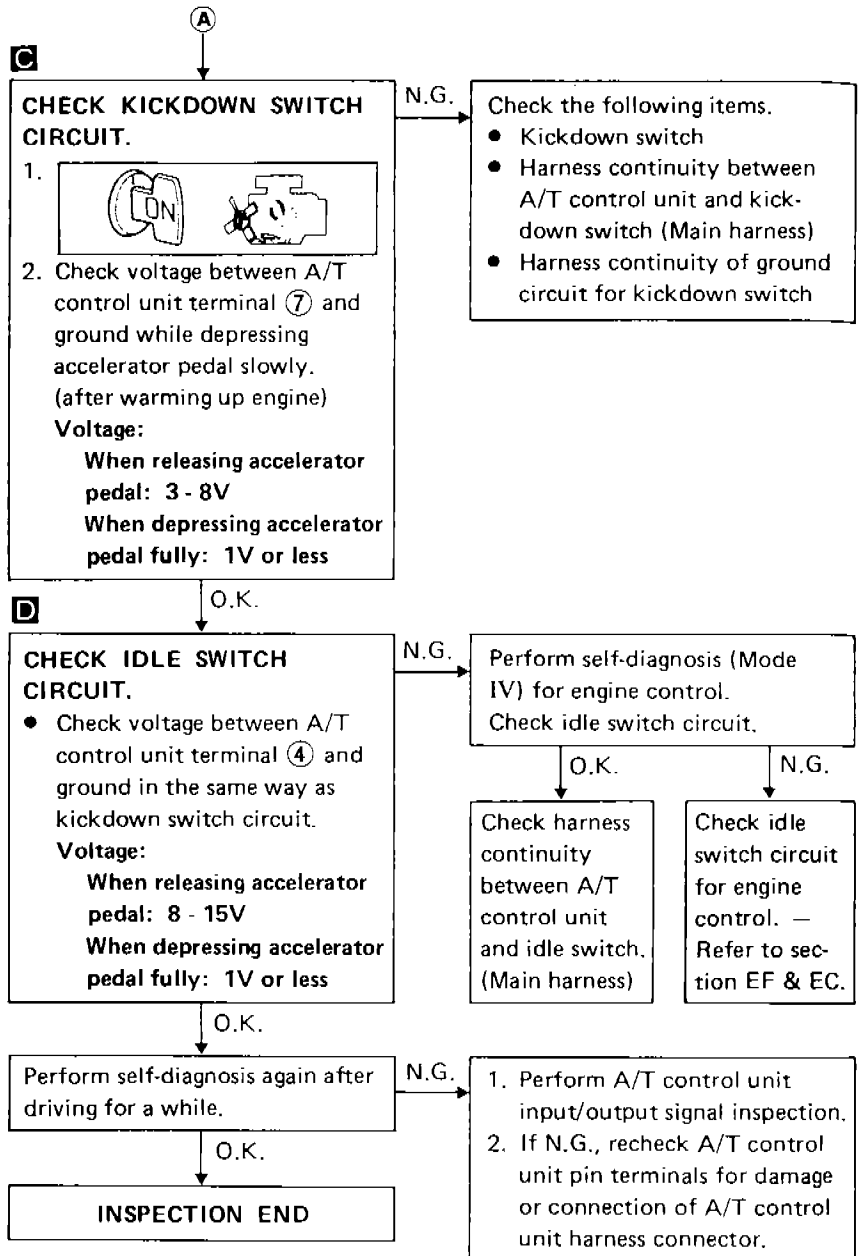 A
C
CHECK KICKDOWN SWITCH
CIRCUIT.
1.
ON
2. Check voltage between A/T
control unit terminal ⑦ and
ground while depressing
accelerator pedal slowly.
(after warming up engine)
Voltage:
When releasing accelerator
pedal: 3 - 8V
When depressing accelerator
pedal fully: 1V or less
N.G.
Check the following items.
● Kickdown switch
● Harness continuity between
A/T control unit and kick-
down switch (Main harness)
● Harness continuity of ground
circuit for kickdown switch
O.K.
D
CHECK IDLE SWITCH
CIRCUIT.
● Check voltage between A/T
control unit terminal ④ and
ground in the same way as
kickdown switch circuit.
Voltage:
When releasing accelerator
pedal: 8 - 15V
When depressing accelerator
pedal fully: 1V or less
N.G.
Perform self-diagnosis (Mode
IV) for engine control.
Check idle switch circuit.
O.K.
N.G.
Check harness
continuity
between A/T
control unit
and idle switch.
(Main harness)
Check idle
switch circuit
for engine
control. —
Refer to sec-
tion EF & EC.
O.K.
Perform self-diagnosis again after
driving for a while.
N.G.
1. Perform A/T control unit
input/output signal inspection.
2. If N.G., recheck A/T control
unit pin terminals for damage
or connection of A/T control
unit harness connector.
O.K.
INSPECTION END